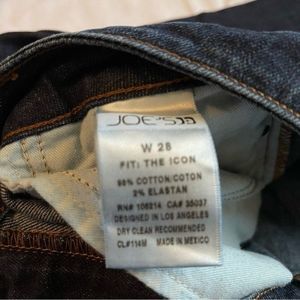 JOE'S
W 28
FIT: THE ICON
98% COTTON/COTON
2% ELASTAN
RN# 106214 CA# 35037
DESIGNED IN LOS ANGELES
DRY CLEAN RECOMMENDED
CL#114M MADE IN MEXICO